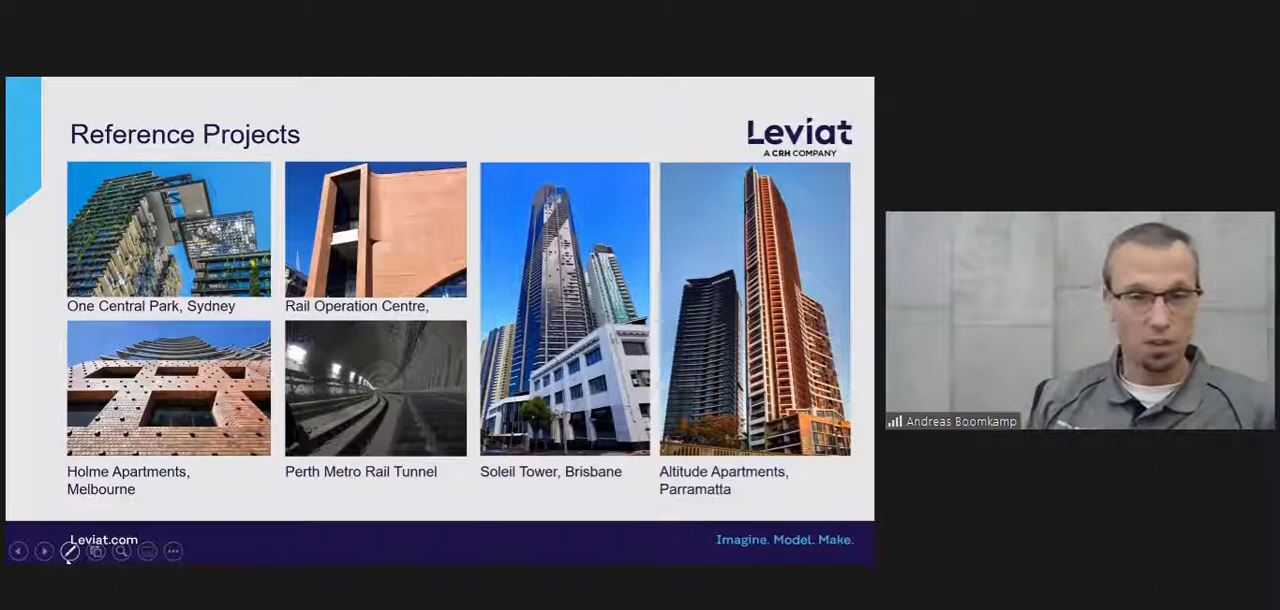 Reference Projects
Leviat
A CRH COMPANY
One Central Park, Sydney
Rail Operation Centre,
Holme Apartments,
Melbourne
Perth Metro Rail Tunnel
Soleil Tower, Brisbane
Altitude Apartments,
Parramatta
Leviat.com
Imagine. Model. Make.
Andreas Boomkamp